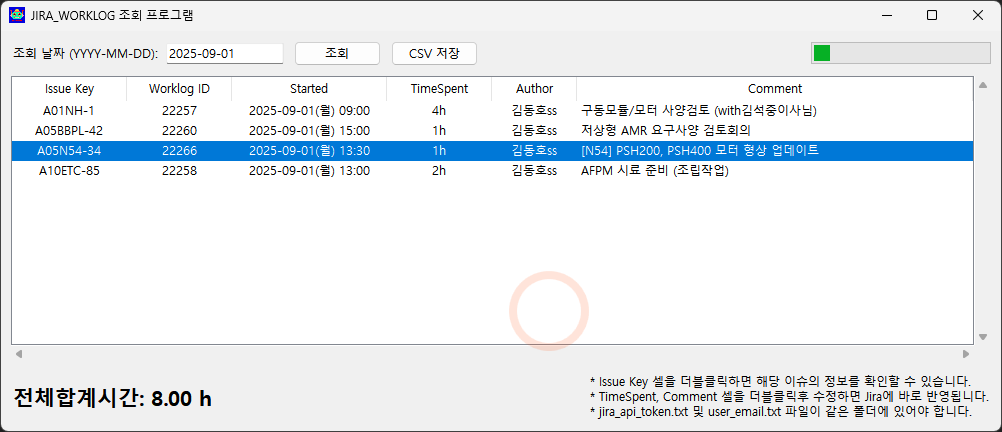 JIRA_WORKLOG 조회 프로그램
조회 날짜 (YYYY-MM-DD): 2025-09-01 조회 CSV 저장
Issue Key Worklog ID Started TimeSpent Author Comment
A01NH-1 22257 2025-09-01(월) 09:00 4h 김동호ss 구동모듈/모터 사양검토 (with김석중이사님)
A05BBPL-42 22260 2025-09-01(월) 15:00 1h 김동호ss 저상형 AMR 요구사양 검토회의
A05N54-34 22266 2025-09-01(월) 13:30 1h 김동호ss [N54] PSH200, PSH400 모터 형상 업데이트
A10ETC-85 22258 2025-09-01(월) 13:00 2h 김동호ss AFPM 시료 준비 (조립작업)
전체합계시간: 8.00 h
* Issue Key 셀을 더블클릭하면 해당 이슈의 정보를 확인할 수 있습니다.
* TimeSpent, Comment 셀을 더블클릭후 수정하면 Jira에 바로 반영됩니다.
* jira_api_token.txt 및 user_email.txt 파일이 같은 폴더에 있어야 합니다.